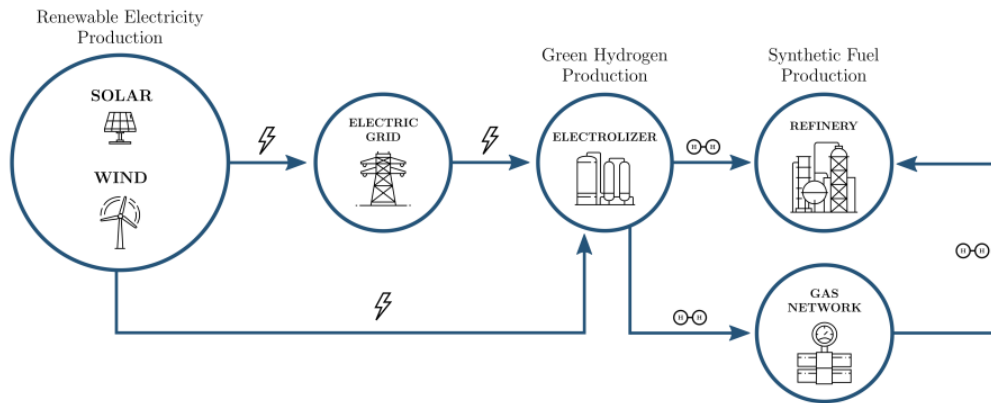 Renewable Electricity
Production
SOLAR
WIND
ELECTRIC
GRID
Green Hydrogen
Production
ELECTROLIZER
H H
Synthetic Fuel
Production
REFINERY
H H
H H
GAS
NETWORK